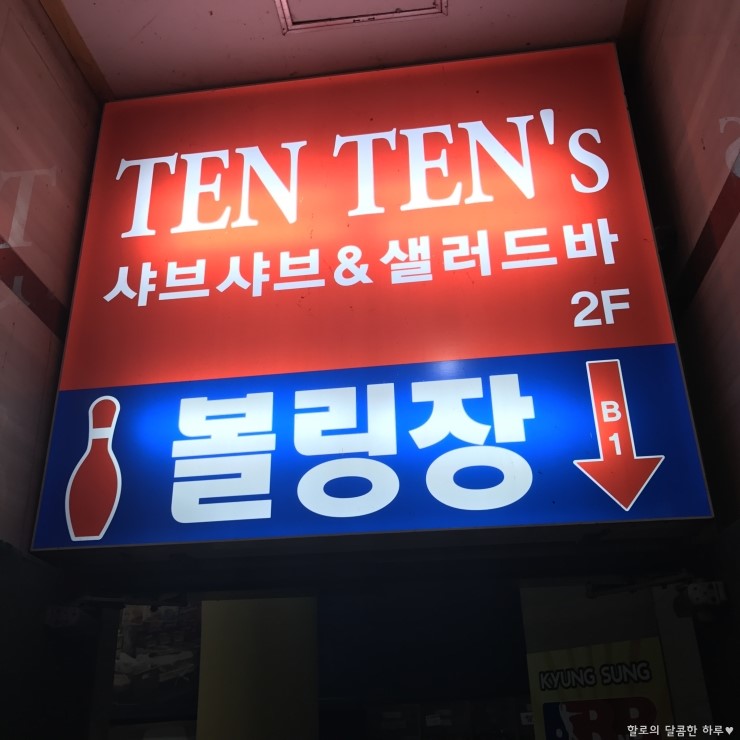 TEN TEN's
샤브샤브&샐러드바
2F
볼링장
B1
KYUNG SUNG
할로의 달콤한 하루♥